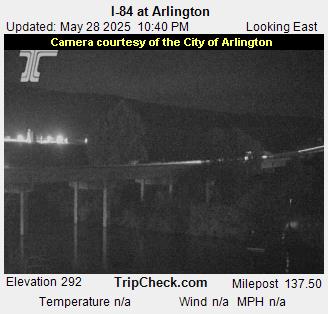 I-84 at Arlington
Updated: May 28 2025 10:40 PM Looking East
Camera courtesy of the City of Arlington
Elevation 292 TripCheck.com Milepost 137.50
Temperature n/a Wind n/a MPH n/a